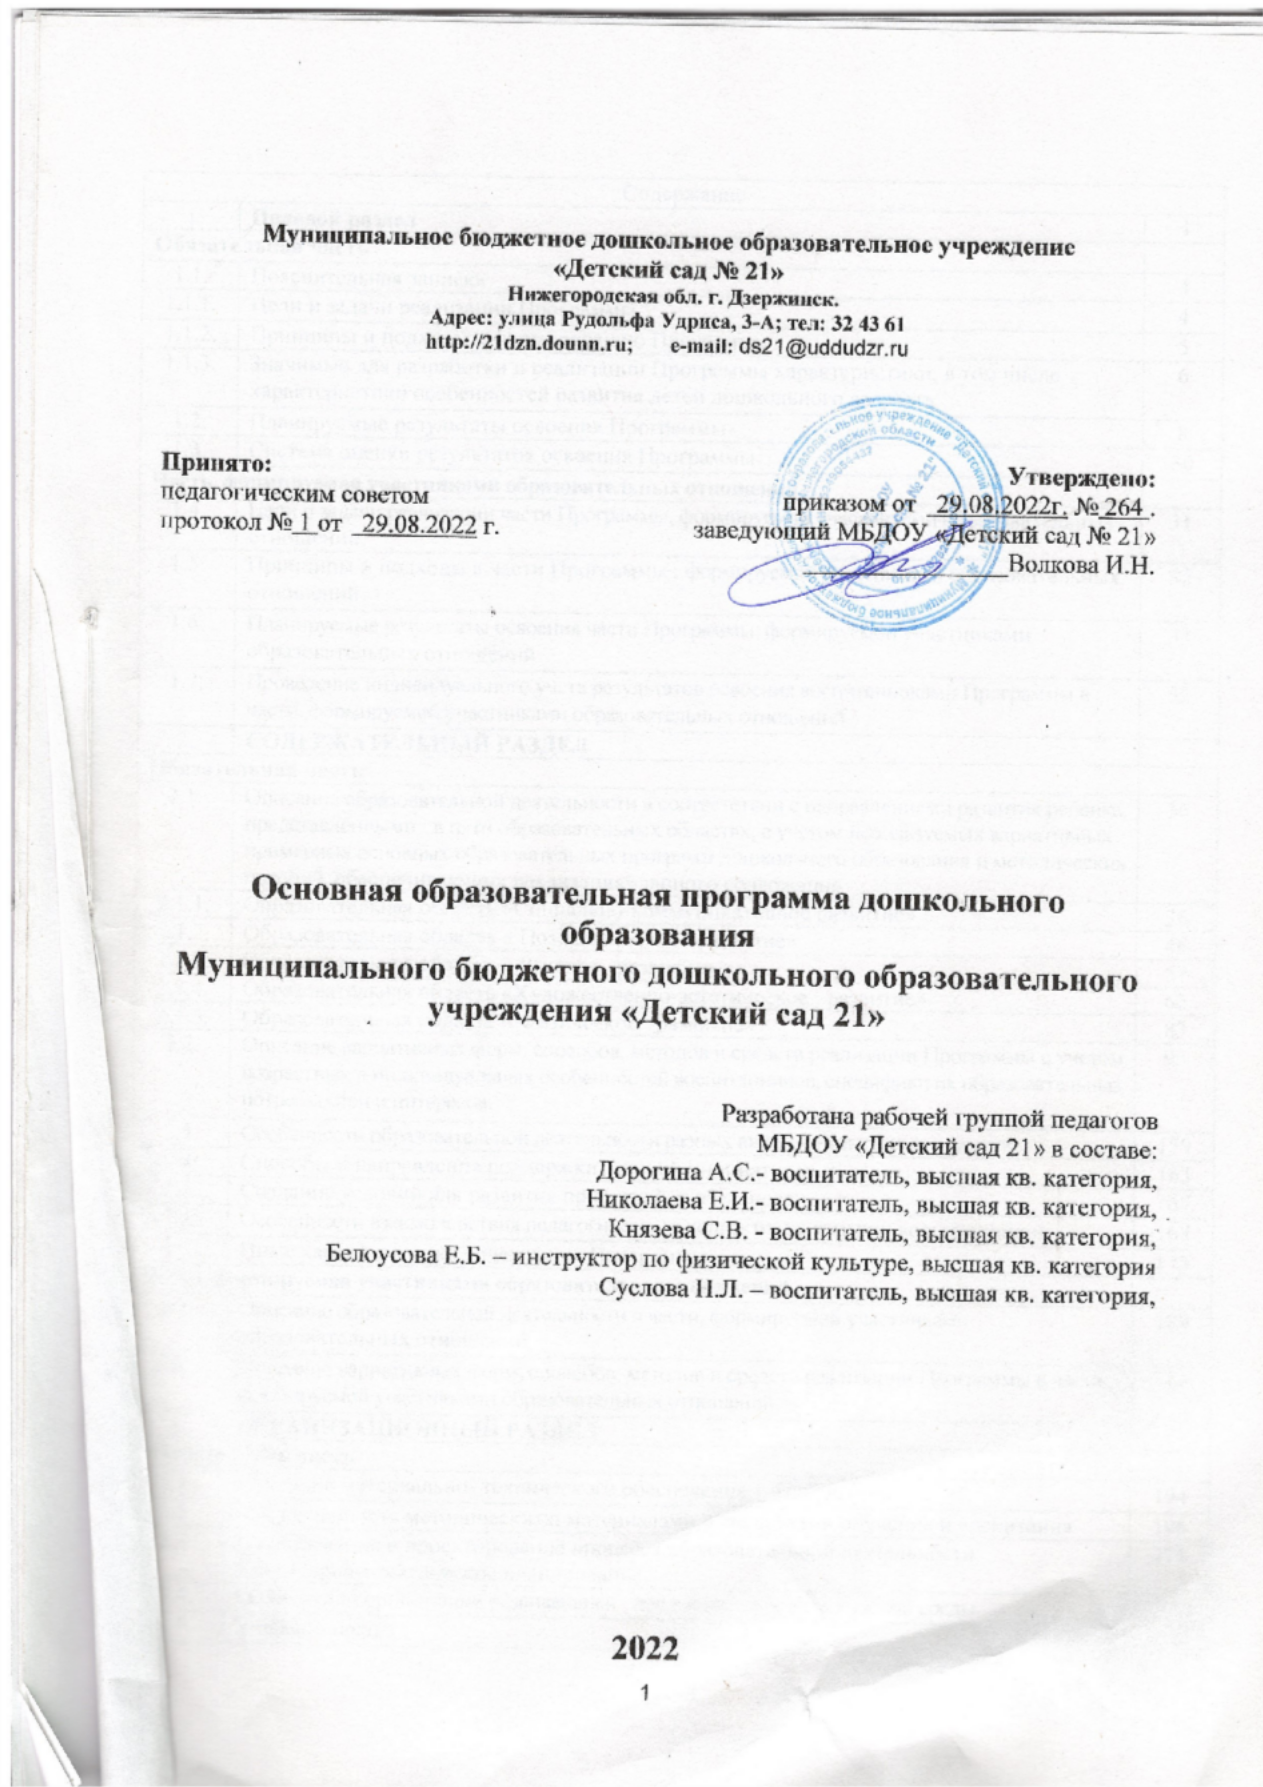 Муниципальное бюджетное дошкольное образовательное учреждение
«Детский сад № 21»
Нижегородская обл. г. Дзержинск.
Адрес: улица Рудольфа Удриса, 3-А; тел: 32 43 61
http://21dzn.dounn.ru; e-mail: ds21@uddudzr.ru
Принято:
педагогическим советом
протокол № 1 от 29.08.2022 г.
Утверждено:
приказом от 29.08.2022г. № 264 .
заведующий МБДОУ «Детский сад № 21»
Волкова И.Н.
Основная образовательная программа дошкольного
образования
Муниципального бюджетного дошкольного образовательного
учреждения «Детский сад 21»
Разработана рабочей группой педагогов
МБДОУ «Детский сад 21» в составе:
Дорогина А.С.- воспитатель, высшая кв. категория,
Николаева Е.И.- воспитатель, высшая кв. категория,
Князева С.В. - воспитатель, высшая кв. категория,
Белоусова Е.Б. – инструктор по физической культуре, высшая кв. категория
Суслова Н.Л. – воспитатель, высшая кв. категория,
2022
1